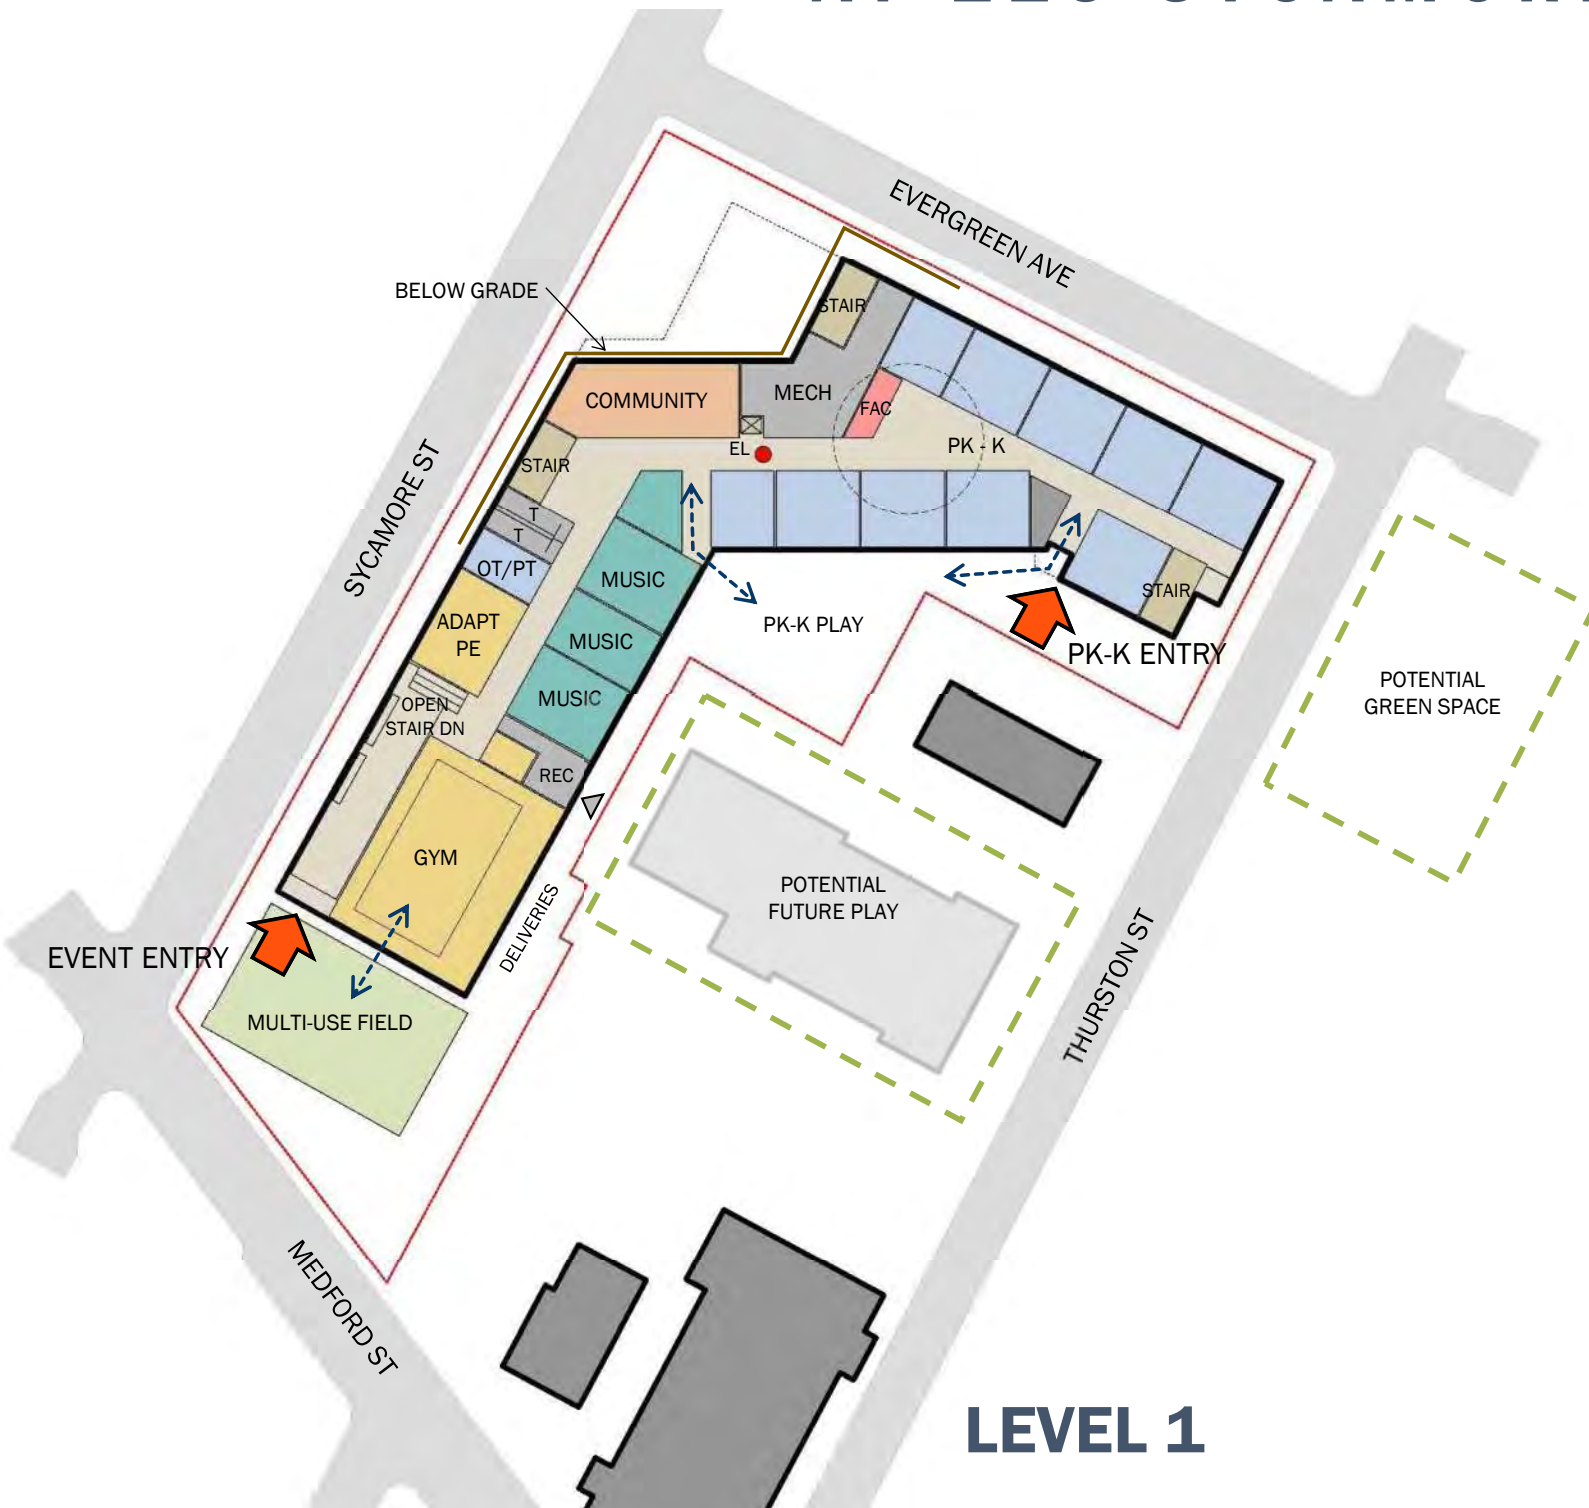 EVERGREEN AVE
BELOW GRADE
STAIR
COMMUNITY
MECH
FAC
EL
PK - K
SYCAMORE ST
STAIR
T
T
OT/PT
MUSIC
ADAPT
PE
MUSIC
PK-K PLAY
STAIR
PK-K ENTRY
MUSIC
OPEN
STAIR DN
REC
POTENTIAL
GREEN SPACE
GYM
POTENTIAL
FUTURE PLAY
DELIVERIES
EVENT ENTRY
THURSTON ST
MULTI-USE FIELD
MEDFORD ST
LEVEL 1